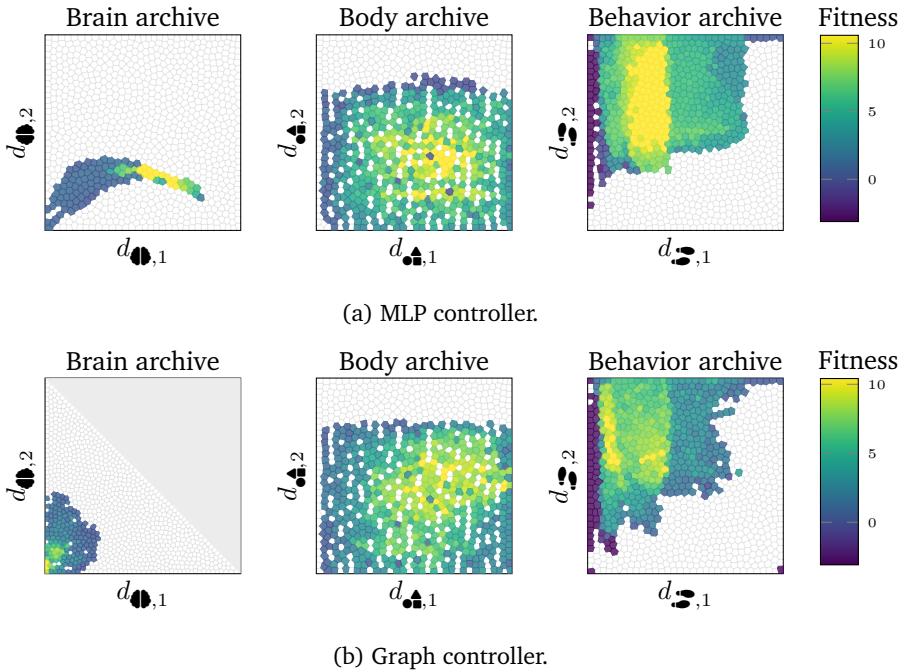 Brain archive Body archive Behavior archive Fitness
10
5
0
d ,2 d ,2 d ,2
d ,1 d ,1 d ,1
(a) MLP controller.
Brain archive Body archive Behavior archive Fitness
10
5
0
d ,2 d ,2 d ,2
d ,1 d ,1 d ,1
(b) Graph controller.